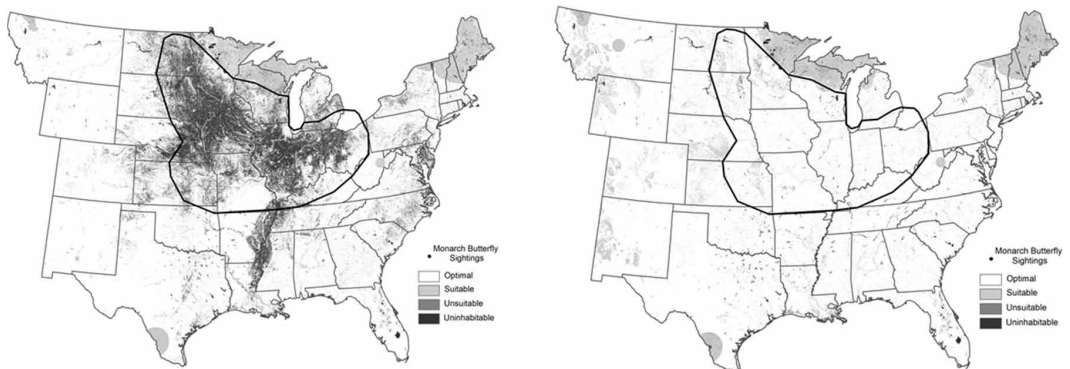 Monarch Butterfly
Sightings
Optimal
Suitable
Unsuitable
Uninhabitable
Monarch Butterfly
Sightings
Optimal
Suitable
Unsuitable
Uninhabitable